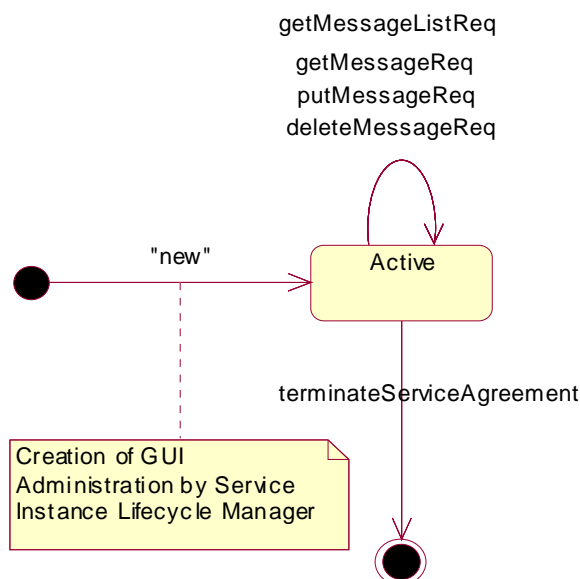 getMessageListReq
getMessageReq
putMessageReq
deleteMessageReq
"new"
Active
terminateServiceAgreement
Creation of GUI
Administration by Service
Instance Lifecycle Manager